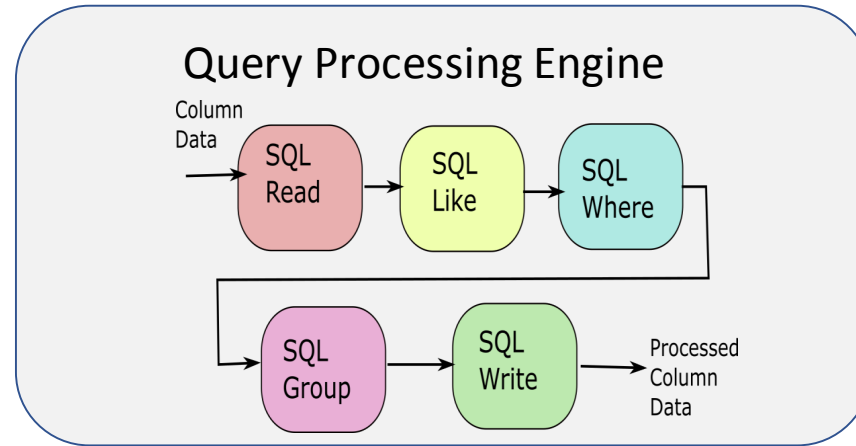 Query Processing Engine
Column
Data
SQL
Read
SQL
Like
SQL
Where
SQL
Group
SQL
Write
Processed
Column
Data